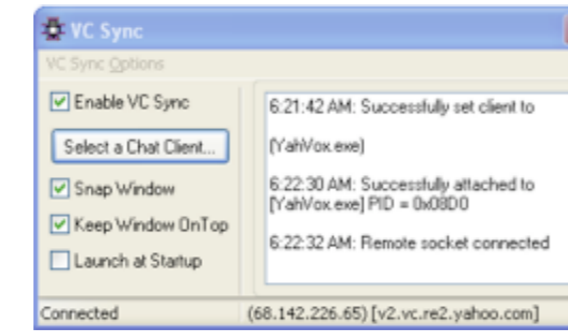 VC Sync
VC Sync Options
Enable VC Sync
Select a Chat Client...
Snap Window
Keep Window OnTop
Launch at Startup
6:21:42 AM: Successfully set client to
[YahVox.exe]
6:22:30 AM: Successfully attached to
[YahVox.exe] PID = 0x08D0
6:22:32 AM: Remote socket connected
Connected
(68.142.226.65) [v2.vc.re2.yahoo.com]